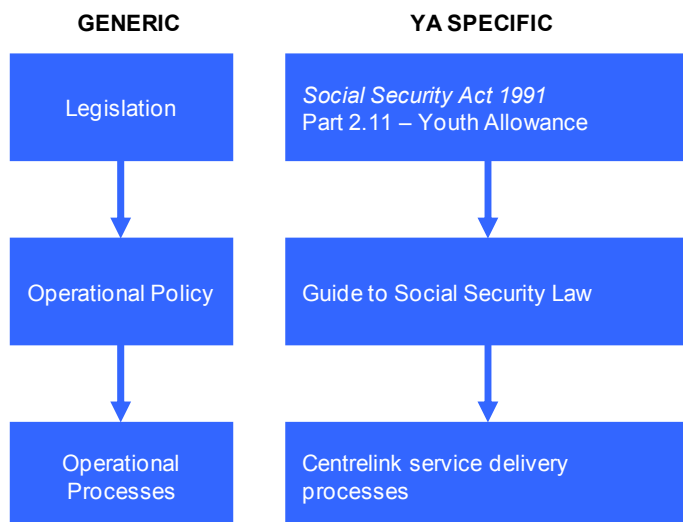 GENERIC
YA SPECIFIC
Legislation
Social Security Act 1991
Part 2.11 – Youth Allowance
Operational Policy
Guide to Social Security Law
Operational
Processes
Centrelink service delivery
processes